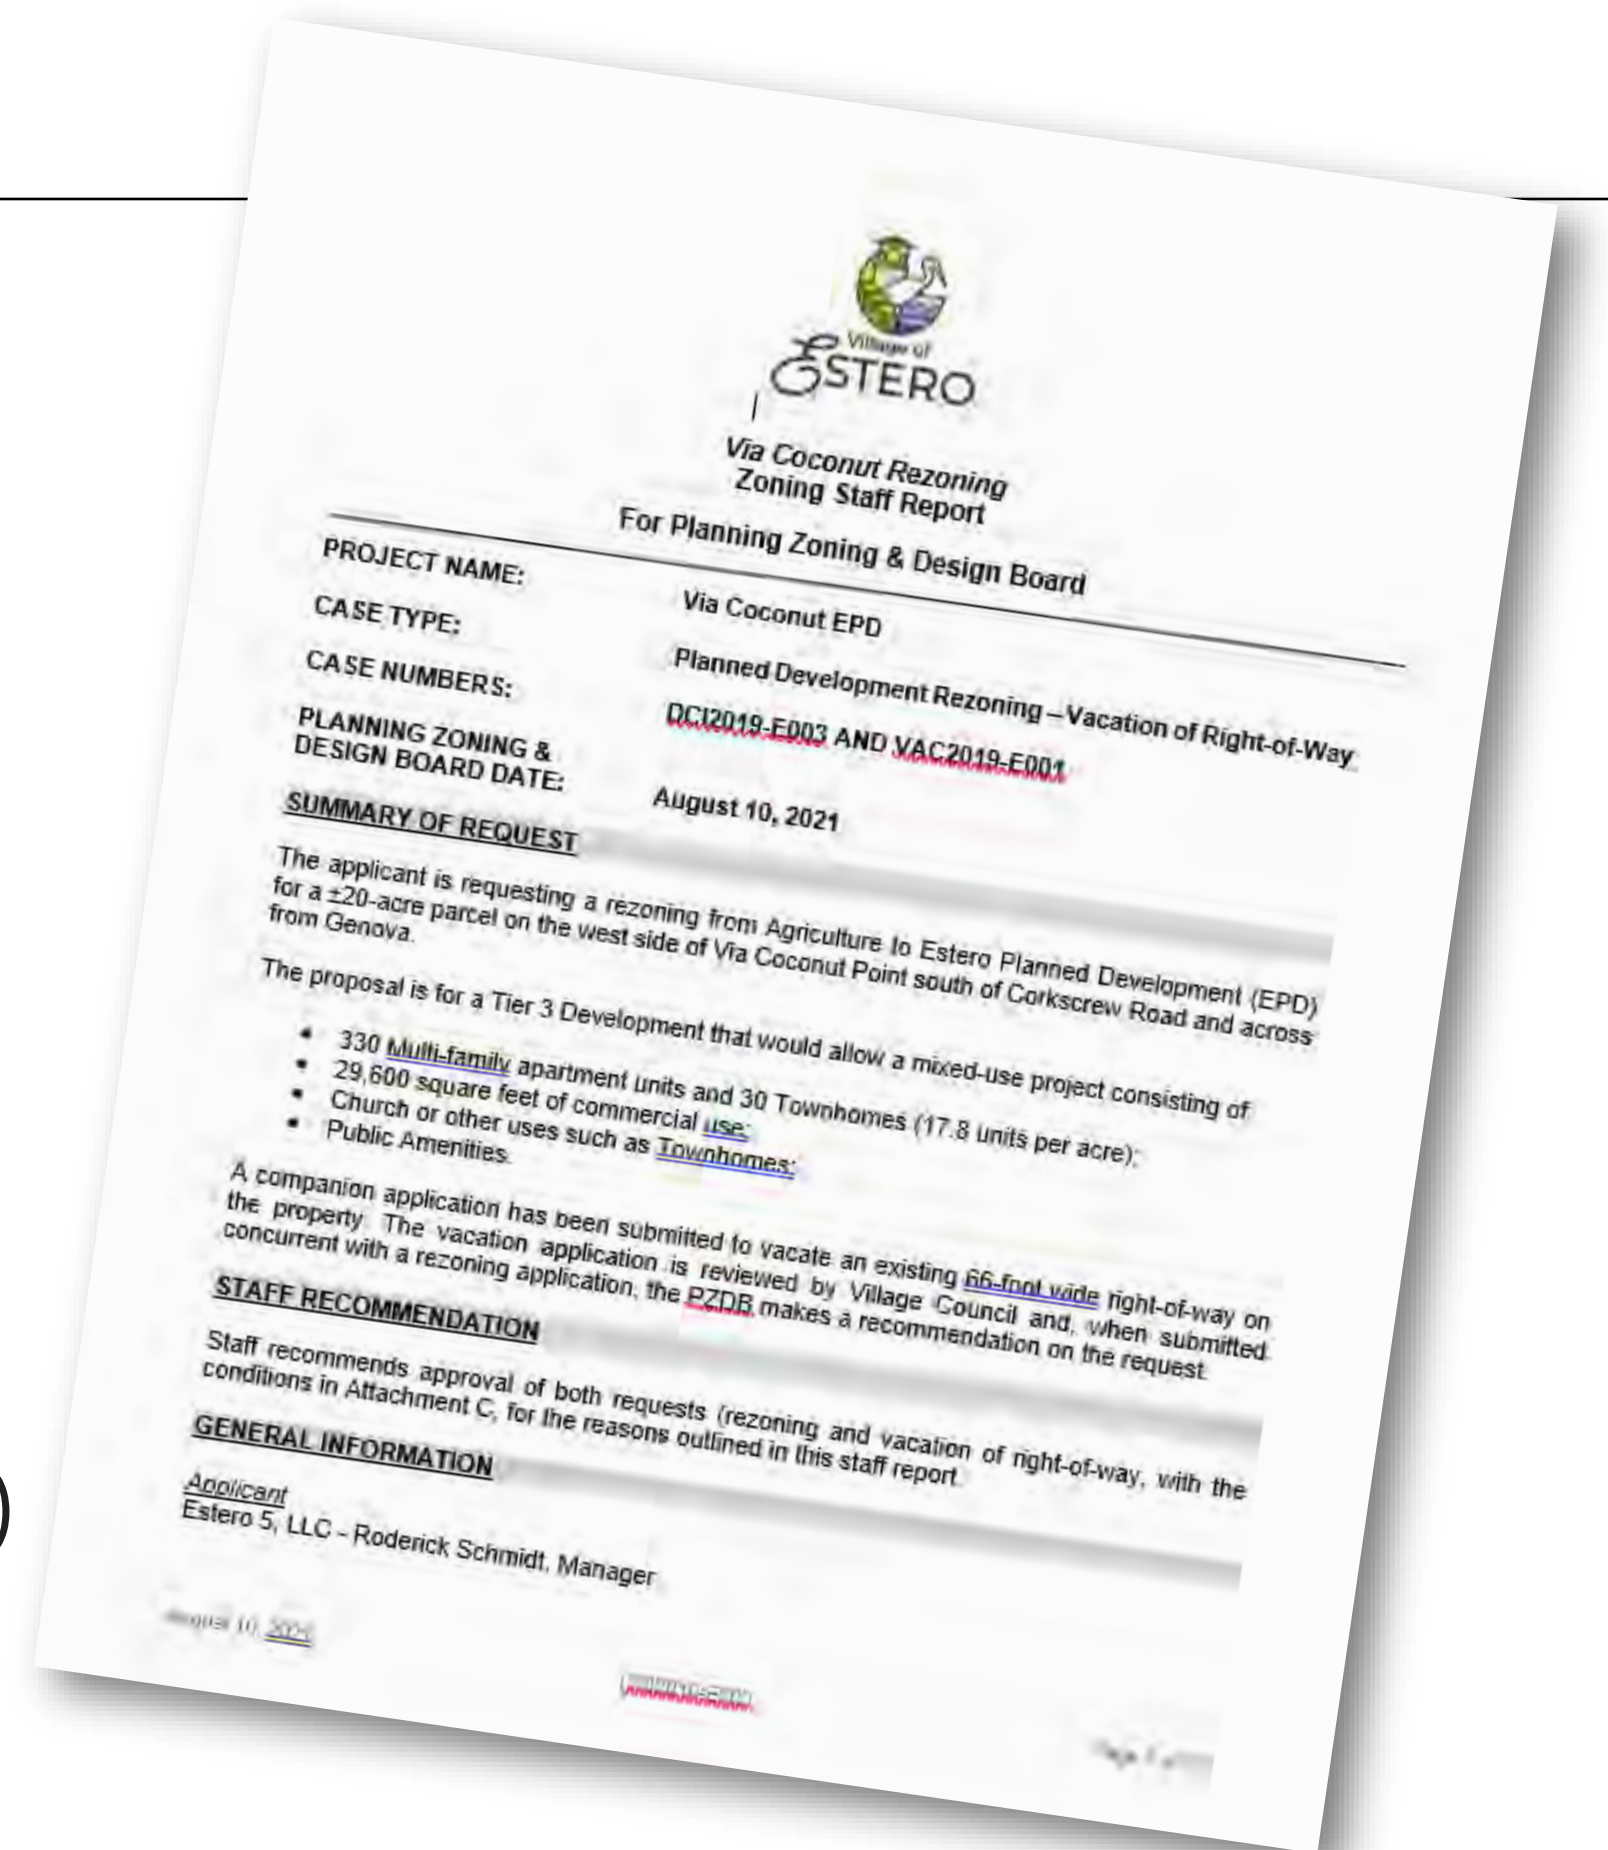 Village of
ESTERO
Via Coconut Rezoning
Zoning Staff Report
For Planning Zoning & Design Board
PROJECT NAME: Via Coconut EPD
CASE TYPE: Planned Development Rezoning – Vacation of Right-of-Way
CASE NUMBERS: DCI2019-E003 AND VAC2019-E001
PLANNING ZONING &
DESIGN BOARD DATE: August 10, 2021
SUMMARY OF REQUEST
The applicant is requesting a rezoning from Agriculture to Estero Planned Development (EPD)
for a ±20-acre parcel on the west side of Via Coconut Point south of Corkscrew Road and across
from Genova.
The proposal is for a Tier 3 Development that would allow a mixed-use project consisting of
• 330 Multi-family apartment units and 30 Townhomes (17.8 units per acre);
• 29,600 square feet of commercial use;
• Church or other uses such as Townhomes;
• Public Amenities.
A companion application has been submitted to vacate an existing 66-foot wide right-of-way on
the property. The vacation application is reviewed by Village Council and, when submitted
concurrent with a rezoning application, the PZDB makes a recommendation on the request.
STAFF RECOMMENDATION
Staff recommends approval of both requests (rezoning and vacation of right-of-way, with the
conditions in Attachment C, for the reasons outlined in this staff report.
GENERAL INFORMATION
Applicant
Estero 5, LLC – Roderick Schmidt, Manager
August 10,
Page 1
)